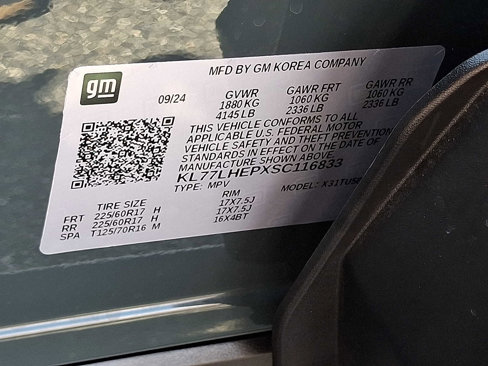 MFD BY GM KOREA COMPANY
gm
09/24 GVWR GAWR FRT GAWR RR
1880 KG 1060 KG 1060 KG
4145 LB 2336 LB 2336 LB
THIS VEHICLE CONFORMS TO ALL
APPLICABLE U.S. FEDERAL MOTOR
VEHICLE SAFETY AND THEFT PREVENTION
STANDARDS IN EFFECT ON THE DATE OF
MANUFACTURE SHOWN ABOVE.
KL77LHEPXSC116833
TYPE: MPV MODEL: X31TUSE
TIRE SIZE RIM
FRT 225/60R17 H 17X7.5J
RR 225/60R17 H 17X7.5J
SPA T125/70R16 M 16X4BT